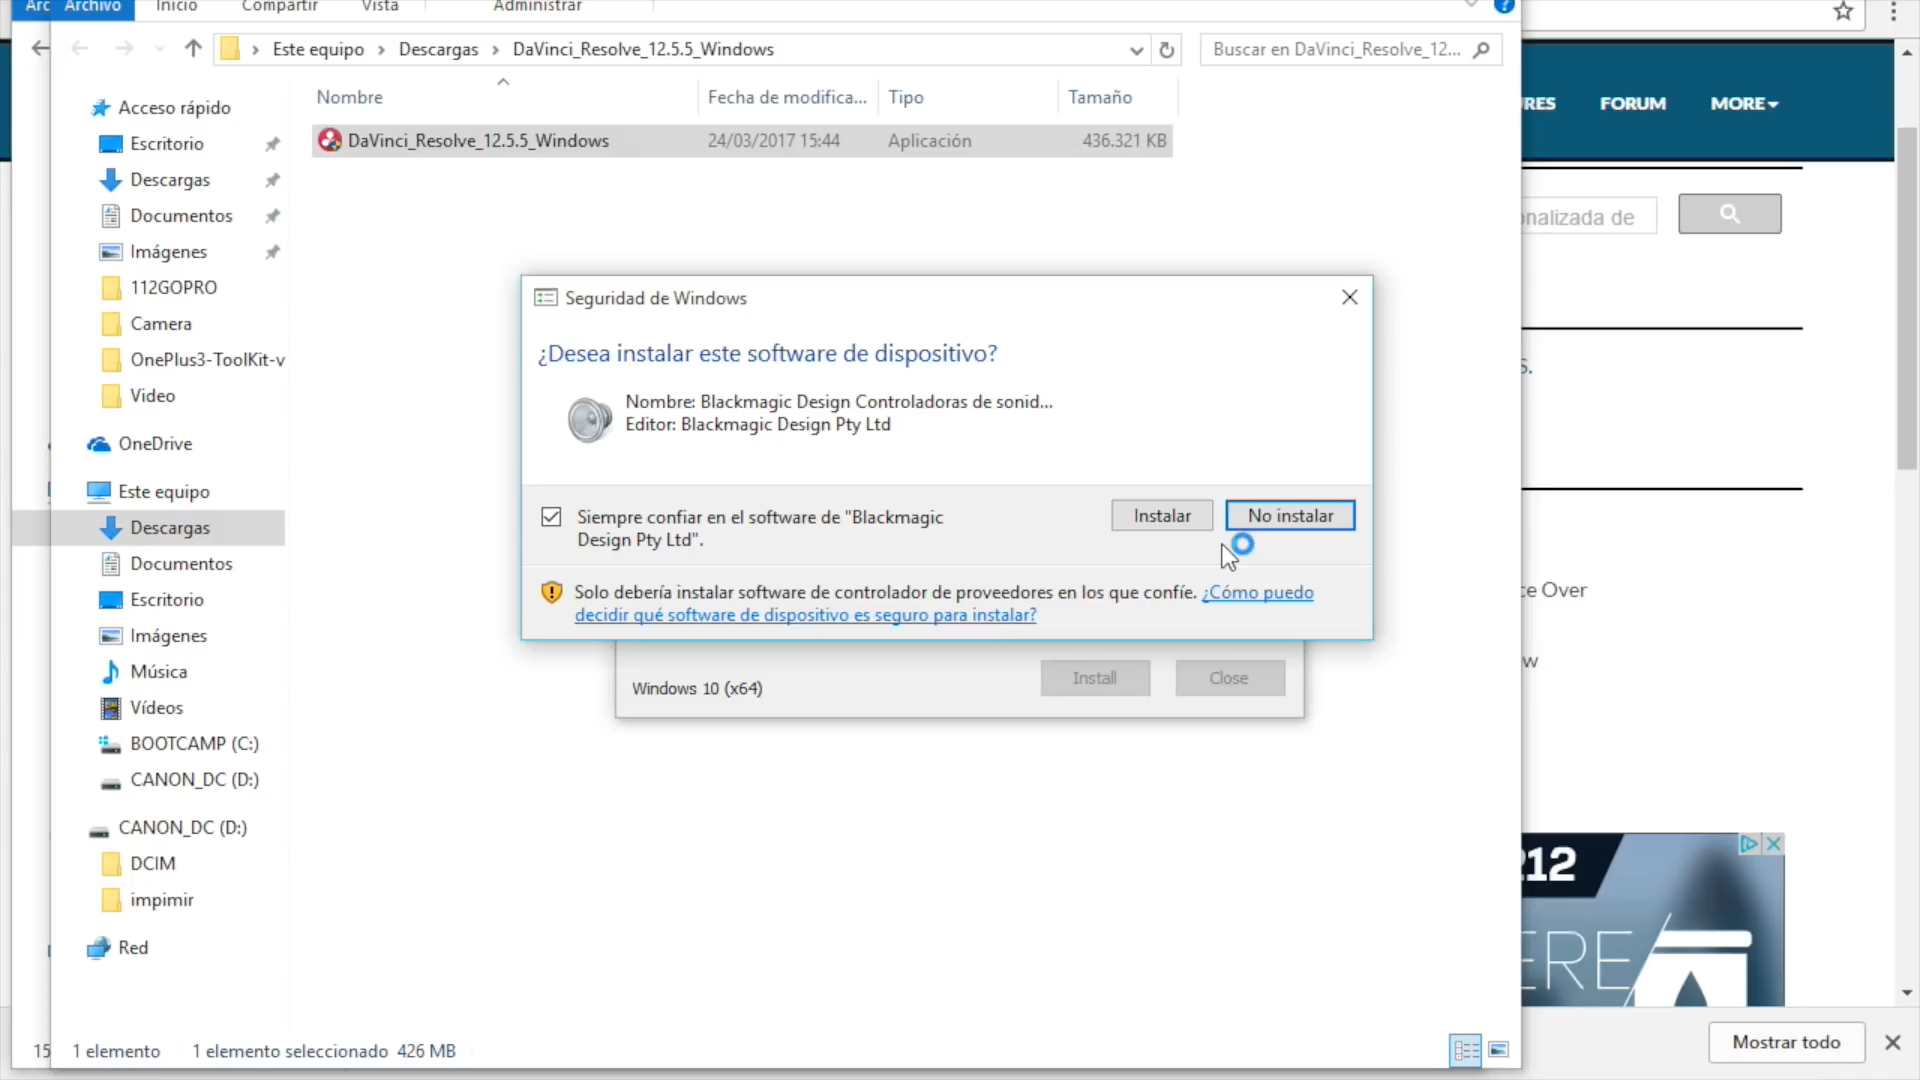 Arc Archivo Inicio Compartir Vista Administrar
Este equipo Descargas DaVinci_Resolve_12.5.5_Windows
Buscar en DaVinci_Resolve_12...
Nombre Fecha de modifica... Tipo Tamaño
DaVinci_Resolve_12.5.5_Windows 24/03/2017 15:44 Aplicación 436.321 KB
Acceso rápido
Escritorio
Descargas
Documentos
Imágenes
112GOPRO
Camera
OnePlus3-ToolKit-v
Video
OneDrive
Este equipo
Descargas
Documentos
Escritorio
Imágenes
Música
Vídeos
BOOTCAMP (C:)
CANON_DC (D:)
CANON_DC (D:)
DCIM
impimir
Red
Seguridad de Windows
¿Desea instalar este software de dispositivo?
Nombre: Blackmagic Design Controladoras de sonid...
Editor: Blackmagic Design Pty Ltd
Siempre confiar en el software de "Blackmagic
Design Pty Ltd".
Instalar No instalar
Solo debería instalar software de controlador de proveedores en los que confíe. ¿Cómo puedo
decidir qué software de dispositivo es seguro para instalar?
Windows 10 (x64)
Install Close
15 1 elemento 1 elemento seleccionado 426 MB
RES FORUM MORE
nalizada de
s.
ce Over
w
212
ERE
Mostrar todo